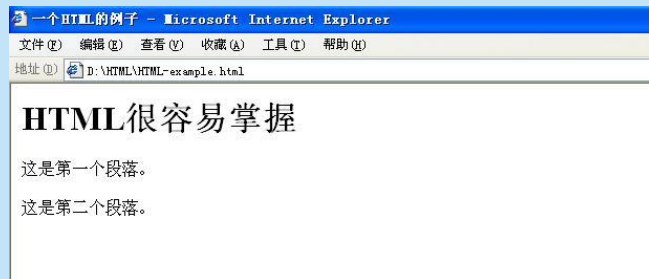 一个HTML的例子 - Microsoft Internet Explorer
文件(F) 编辑(E) 查看(V) 收藏(A) 工具(T) 帮助(H)
地址(D) D:\HTML\HTML-example.html
HTML很容易掌握
这是第一个段落。
这是第二个段落。